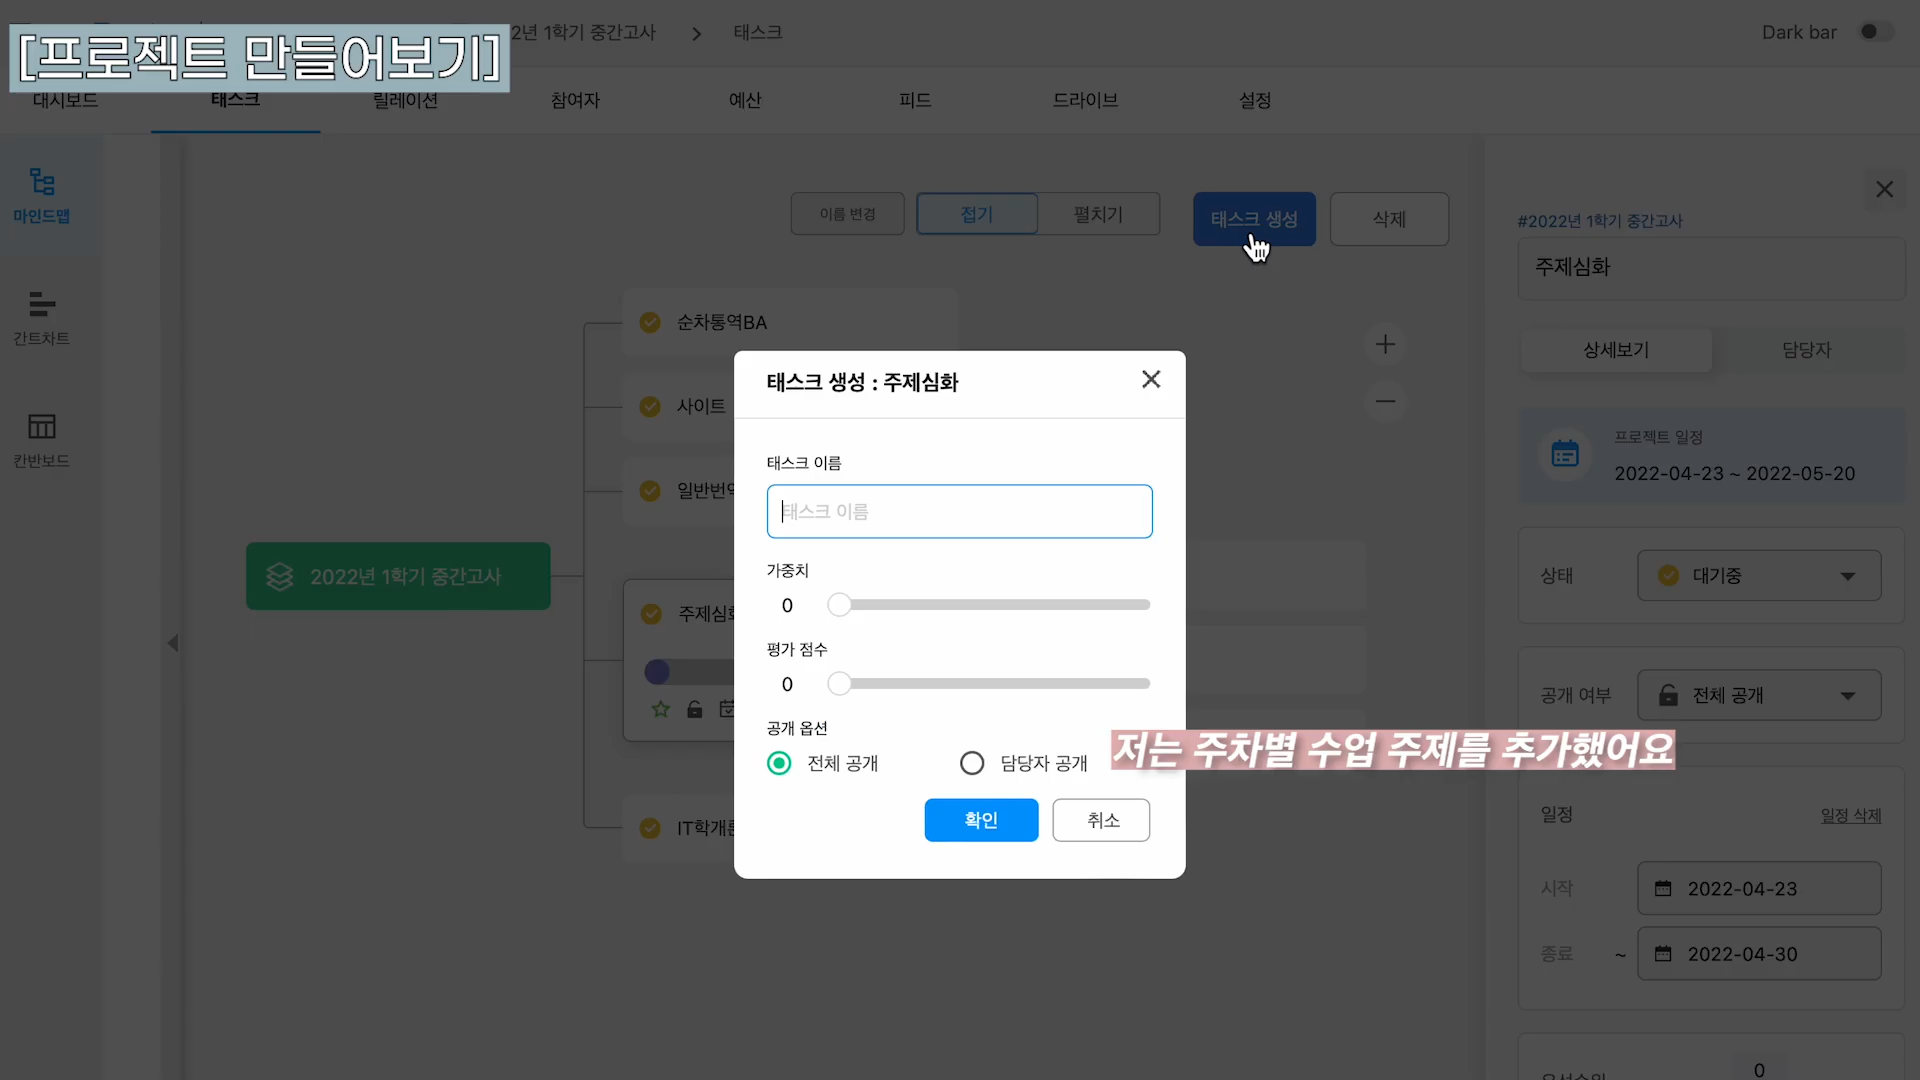 [프로젝트 만들어보기]
2년 1학기 중간고사 > 태스크
Dark bar
대시보드
태스크
릴레이션
참여자
예산
피드
드라이브
설정
마인드맵
간트차트
칸반보드
이름 변경
접기
펼치기
태스크 생성
삭제
순차통역BA
사이트
일반번역
2022년 1학기 중간고사
주제심화
IT학개론
태스크 생성 : 주제심화
태스크 이름
태스크 이름
가중치
0
평가 점수
0
공개 옵션
전체 공개
담당자 공개
확인
취소
저는 주차별 수업 주제를 추가했어요
#2022년 1학기 중간고사
주제심화
상세보기
담당자
프로젝트 일정
2022-04-23 ~ 2022-05-20
상태
대기중
공개 여부
전체 공개
일정
일정 삭제
시작
2022-04-23
종료
~
2022-04-30
0